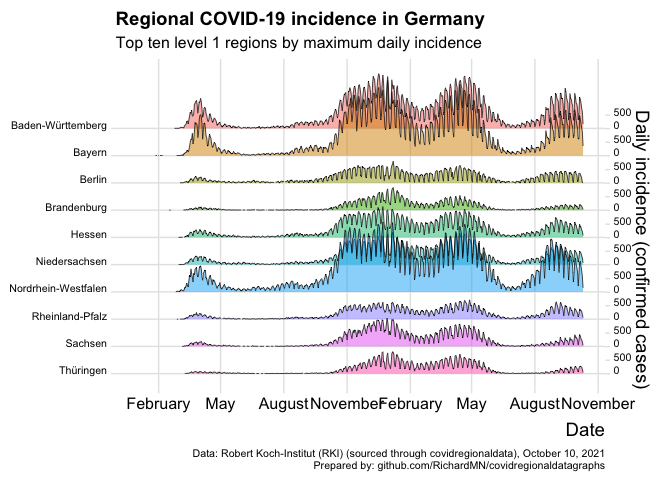 Regional COVID-19 incidence in Germany
Top ten level 1 regions by maximum daily incidence
Baden-Württemberg
Bayern
Berlin
Brandenburg
Hessen
Niedersachsen
Nordrhein-Westfalen
Rheinland-Pfalz
Sachsen
Thüringen
500
0
500
0
500
0
500
0
500
0
500
0
500
0
500
0
500
0
500
0
Daily incidence (confirmed cases)
February May August November February May August November
Date
Data: Robert Koch-Institut (RKI) (sourced through covidregionaldata), October 10, 2021
Prepared by: github.com/RichardMN/covidregionaldatagraphs